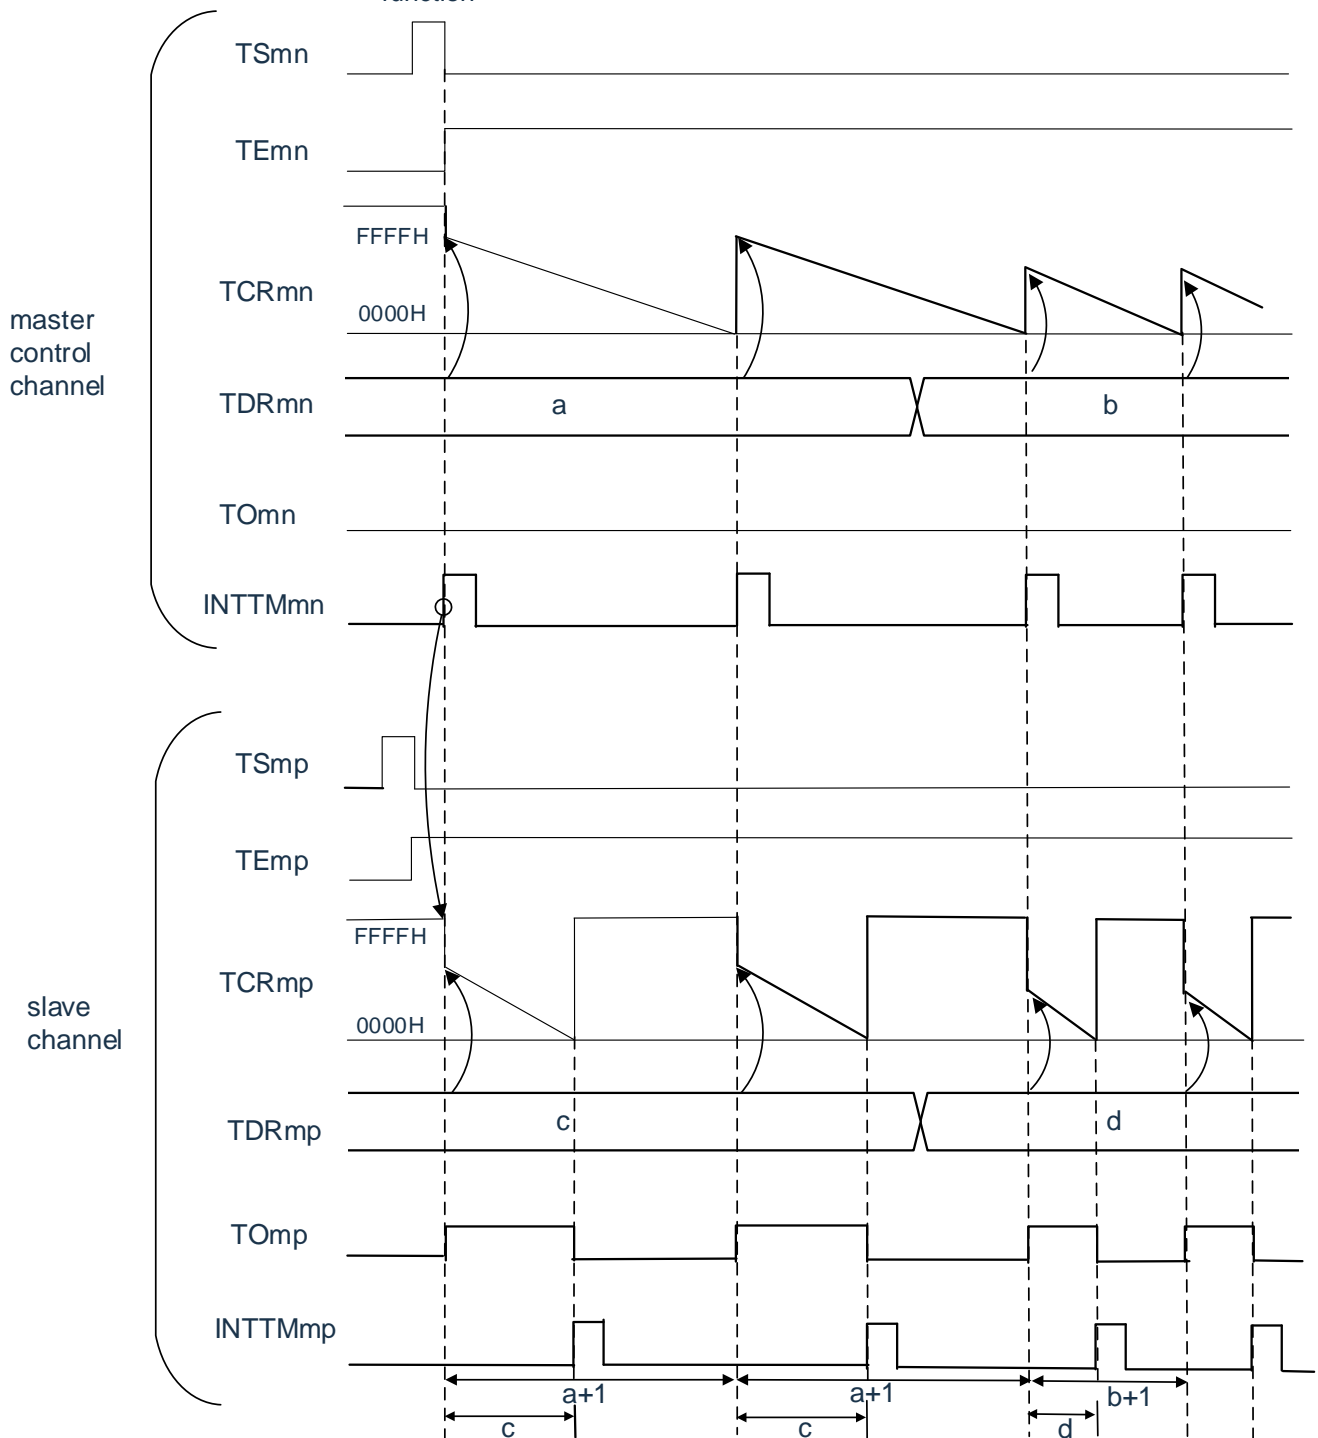 function
TSmn
TEmn
FFFFH
TCRmn
0000H
master
control
channel
TDRmn
a
b
TOmn
INTTMmn
TSmp
TEmp
FFFFH
TCRmp
0000H
slave
channel
TDRmp
c
d
TOmp
INTTMmp
a+1
a+1
b+1
c
c
d